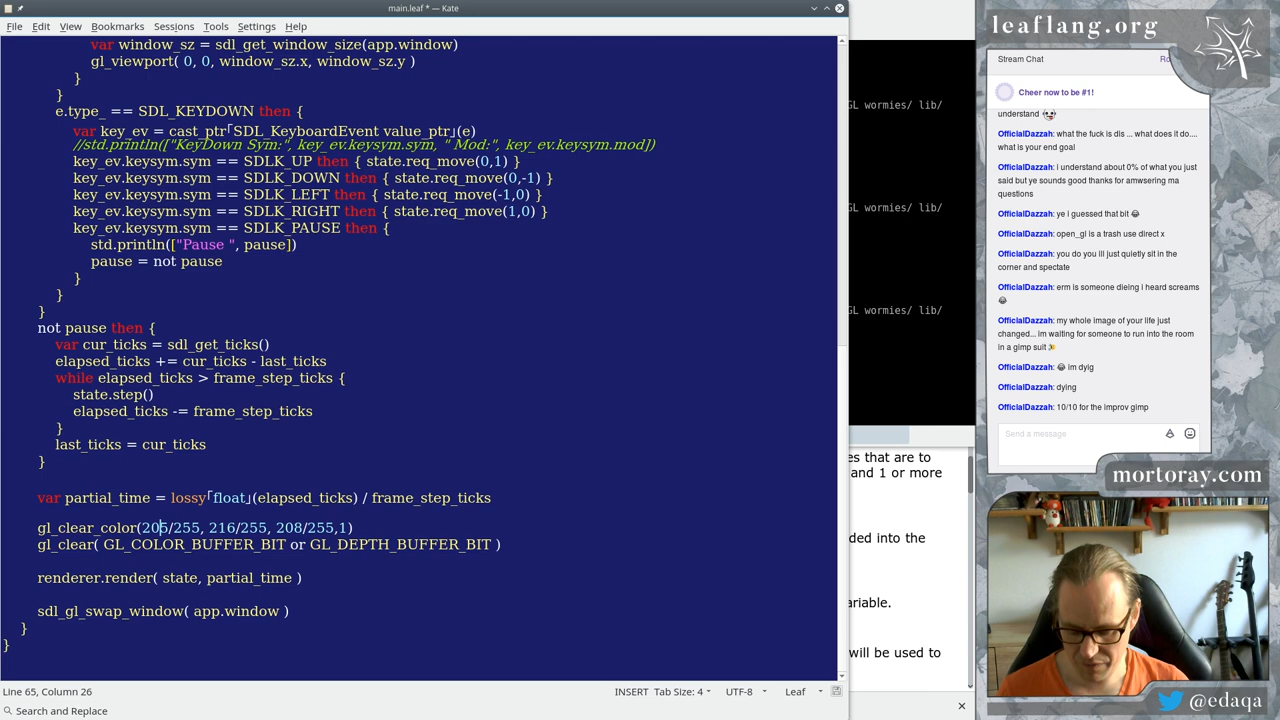 main.leaf * — Kate
File Edit View Bookmarks Sessions Tools Settings Help
var window_sz = sdl_get_window_size(app.window)
gl_viewport( 0, 0, window_sz.x, window_sz.y )
}
}
e.type_ == SDL_KEYDOWN then {
var key_ev = cast_ptr「SDL_KeyboardEvent value_ptr」(e)
//std.println(["KeyDown Sym:", key_ev.keysym.sym, " Mod:", key_ev.keysym.mod])
key_ev.keysym.sym == SDLK_UP then { state.req_move(0,1) }
key_ev.keysym.sym == SDLK_DOWN then { state.req_move(0,-1) }
key_ev.keysym.sym == SDLK_LEFT then { state.req_move(-1,0) }
key_ev.keysym.sym == SDLK_RIGHT then { state.req_move(1,0) }
key_ev.keysym.sym == SDLK_PAUSE then {
std.println(["Pause ", pause])
pause = not pause
}
}
}
not pause then {
var cur_ticks = sdl_get_ticks()
elapsed_ticks += cur_ticks - last_ticks
while elapsed_ticks > frame_step_ticks {
state.step()
elapsed_ticks -= frame_step_ticks
}
last_ticks = cur_ticks
}
var partial_time = lossy「float」(elapsed_ticks) / frame_step_ticks
gl_clear_color(205/255, 216/255, 208/255,1)
gl_clear( GL_COLOR_BUFFER_BIT or GL_DEPTH_BUFFER_BIT )
renderer.render( state, partial_time )
sdl_gl_swap_window( app.window )
}
}
Line 65, Column 26
INSERT Tab Size: 4 UTF-8 Leaf
Search and Replace
GL wormies/ lib/
GL wormies/ lib/
GL wormies/ lib/
es that are to
and 1 or more
ded into the
ariable.
will be used to
leaflang.org
Stream Chat
Ro
Cheer now to be #1!
understand
OfficialDazzah: what the fuck is dis ... what does it do....
what is your end goal
OfficialDazzah: i understand about 0% of what you just
said but ye sounds good thanks for amwsering ma
questions
OfficialDazzah: ye i guessed that bit 😂
OfficialDazzah: open_gl is a trash use direct x
OfficialDazzah: you do you ill just quietly sit in the
corner and spectate
OfficialDazzah: erm is someone dieing i heard screams
😂
OfficialDazzah: my whole image of your life just
changed... im waiting for someone to run into the room
in a gimp suit🎉
OfficialDazzah: 😂 im dyig
OfficialDazzah: dying
OfficialDazzah: 10/10 for the improv gimp
Send a message
mortoray.com
@edaqa